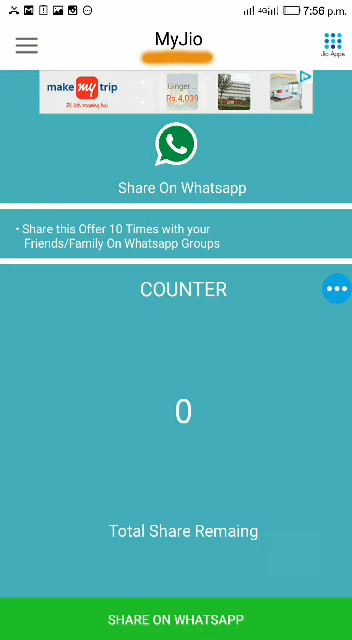 7:56 p.m.
MyJio
Jio Apps
make my trip
Ginger ...
Rs.4,039
Share On Whatsapp
• Share this Offer 10 Times with your
Friends/Family On Whatsapp Groups
COUNTER
0
Total Share Remaing
SHARE ON WHATSAPP